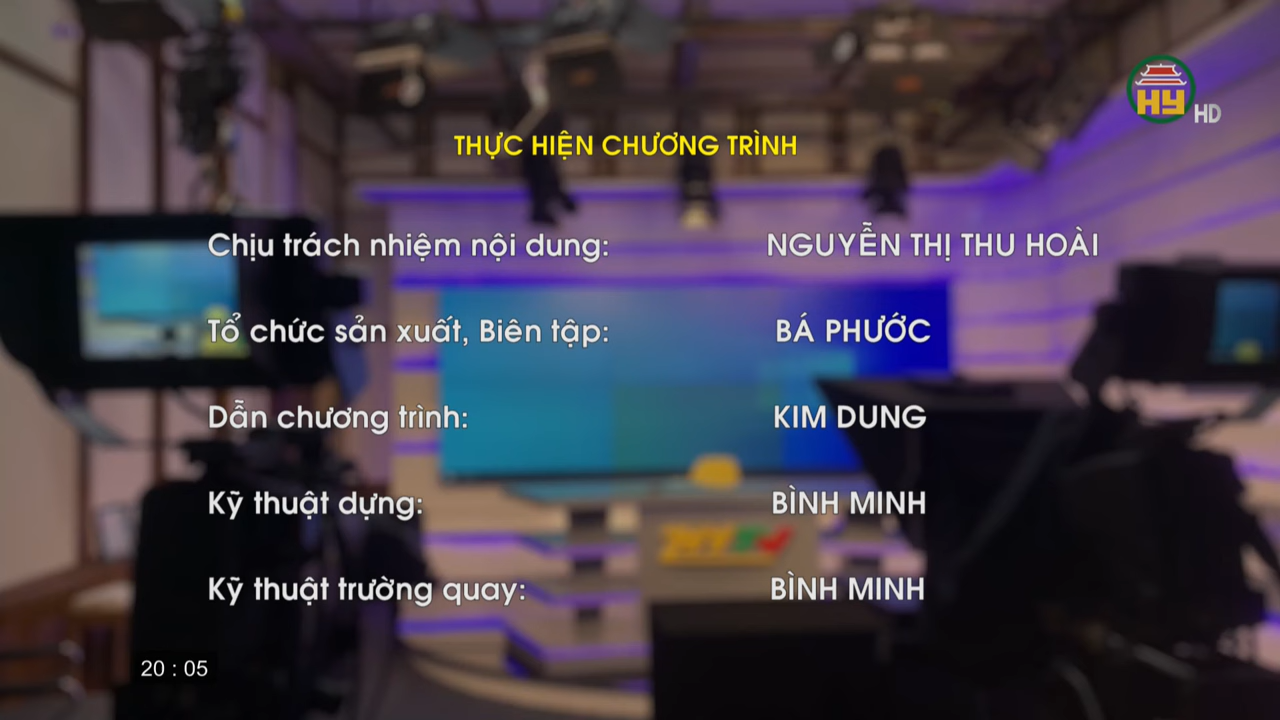 HY HD
THỰC HIỆN CHƯƠNG TRÌNH
Chịu trách nhiệm nội dung: NGUYỄN THỊ THU HOÀI
Tổ chức sản xuất, Biên tập: BÁ PHƯỚC
Dẫn chương trình: KIM DUNG
Kỹ thuật dựng: BÌNH MINH
Kỹ thuật trường quay: BÌNH MINH
20 : 05